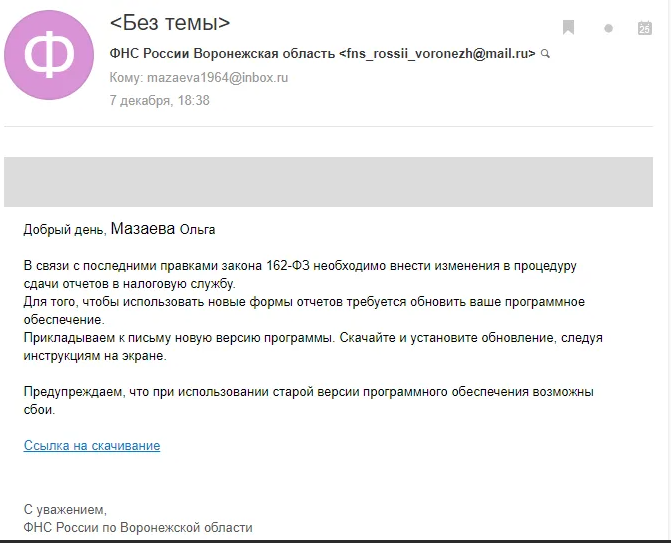 Ф
<Без темы>
ФНС России Воронежская область <fns_rossii_voronezh@mail.ru>
25
Кому: mazaeva1964@inbox.ru
7 декабря, 18:38
Добрый день, Мазаева Ольга
В связи с последними правками закона 162-ФЗ необходимо внести изменения в процедуру
сдачи отчетов в налоговую службу.
Для того, чтобы использовать новые формы отчетов требуется обновить ваше программное
обеспечение.
Прикладываем к письму новую версию программы. Скачайте и установите обновление, следуя
инструкциям на экране.
Предупреждаем, что при использовании старой версии программного обеспечения возможны
сбои.
Ссылка на скачивание
С уважением,
ФНС России по Воронежской области